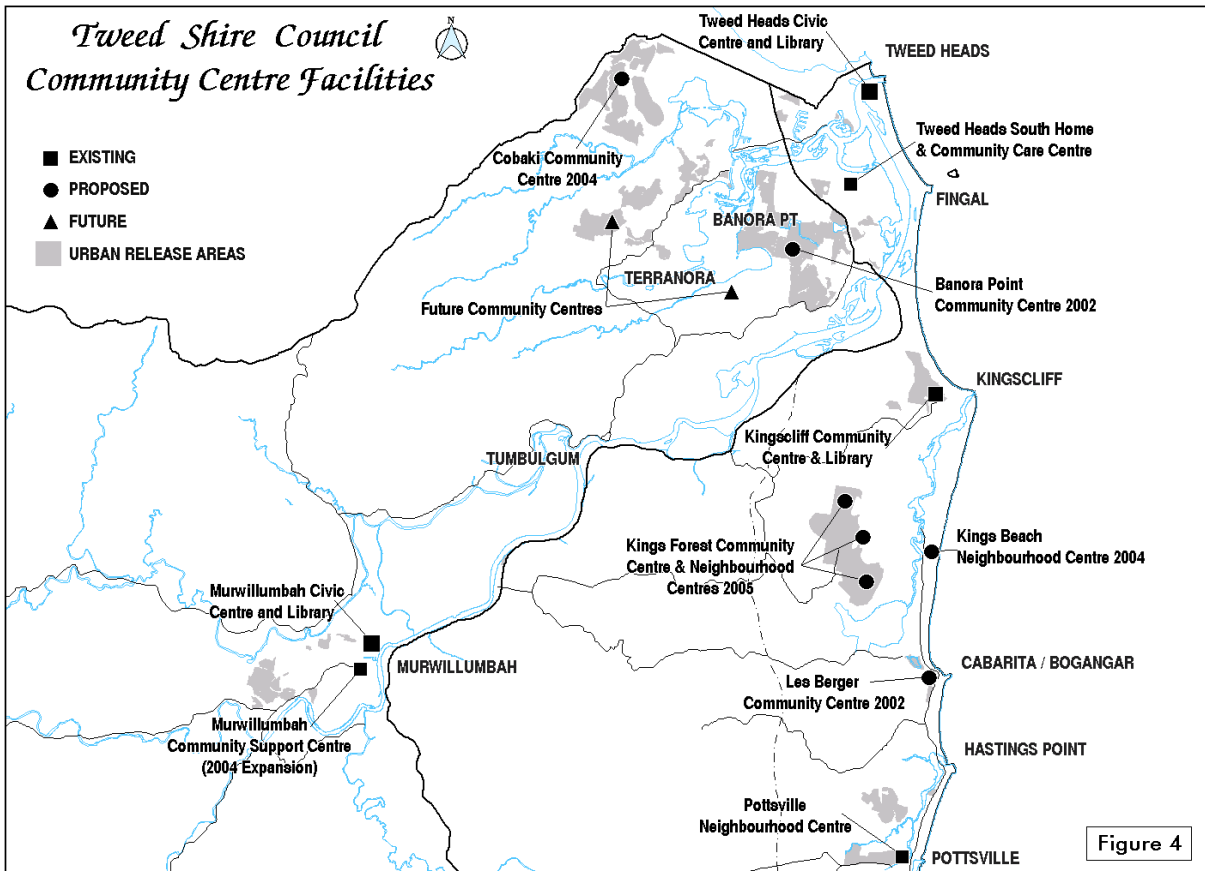 Tweed Shire Council
Community Centre Facilities
N
EXISTING
PROPOSED
FUTURE
URBAN RELEASE AREAS
Tweed Heads Civic
Centre and Library
TWEED HEADS
Tweed Heads South Home
& Community Care Centre
Cobaki Community
Centre 2004
FINGAL
BANORA PT
TERRANORA
Banora Point
Community Centre 2002
Future Community Centres
KINGSCLIFF
Kingscliff Community
Centre & Library
TUMBULGUM
Kings Forest Community
Centre & Neighbourhood
Centres 2005
Kings Beach
Neighbourhood Centre 2004
Murwillumbah Civic
Centre and Library
MURWILLUMBAH
CABARITA / BOGANGAR
Les Berger
Community Centre 2002
Murwillumbah
Community Support Centre
(2004 Expansion)
HASTINGS POINT
Pottsville
Neighbourhood Centre
POTTSVILLE
Figure 4